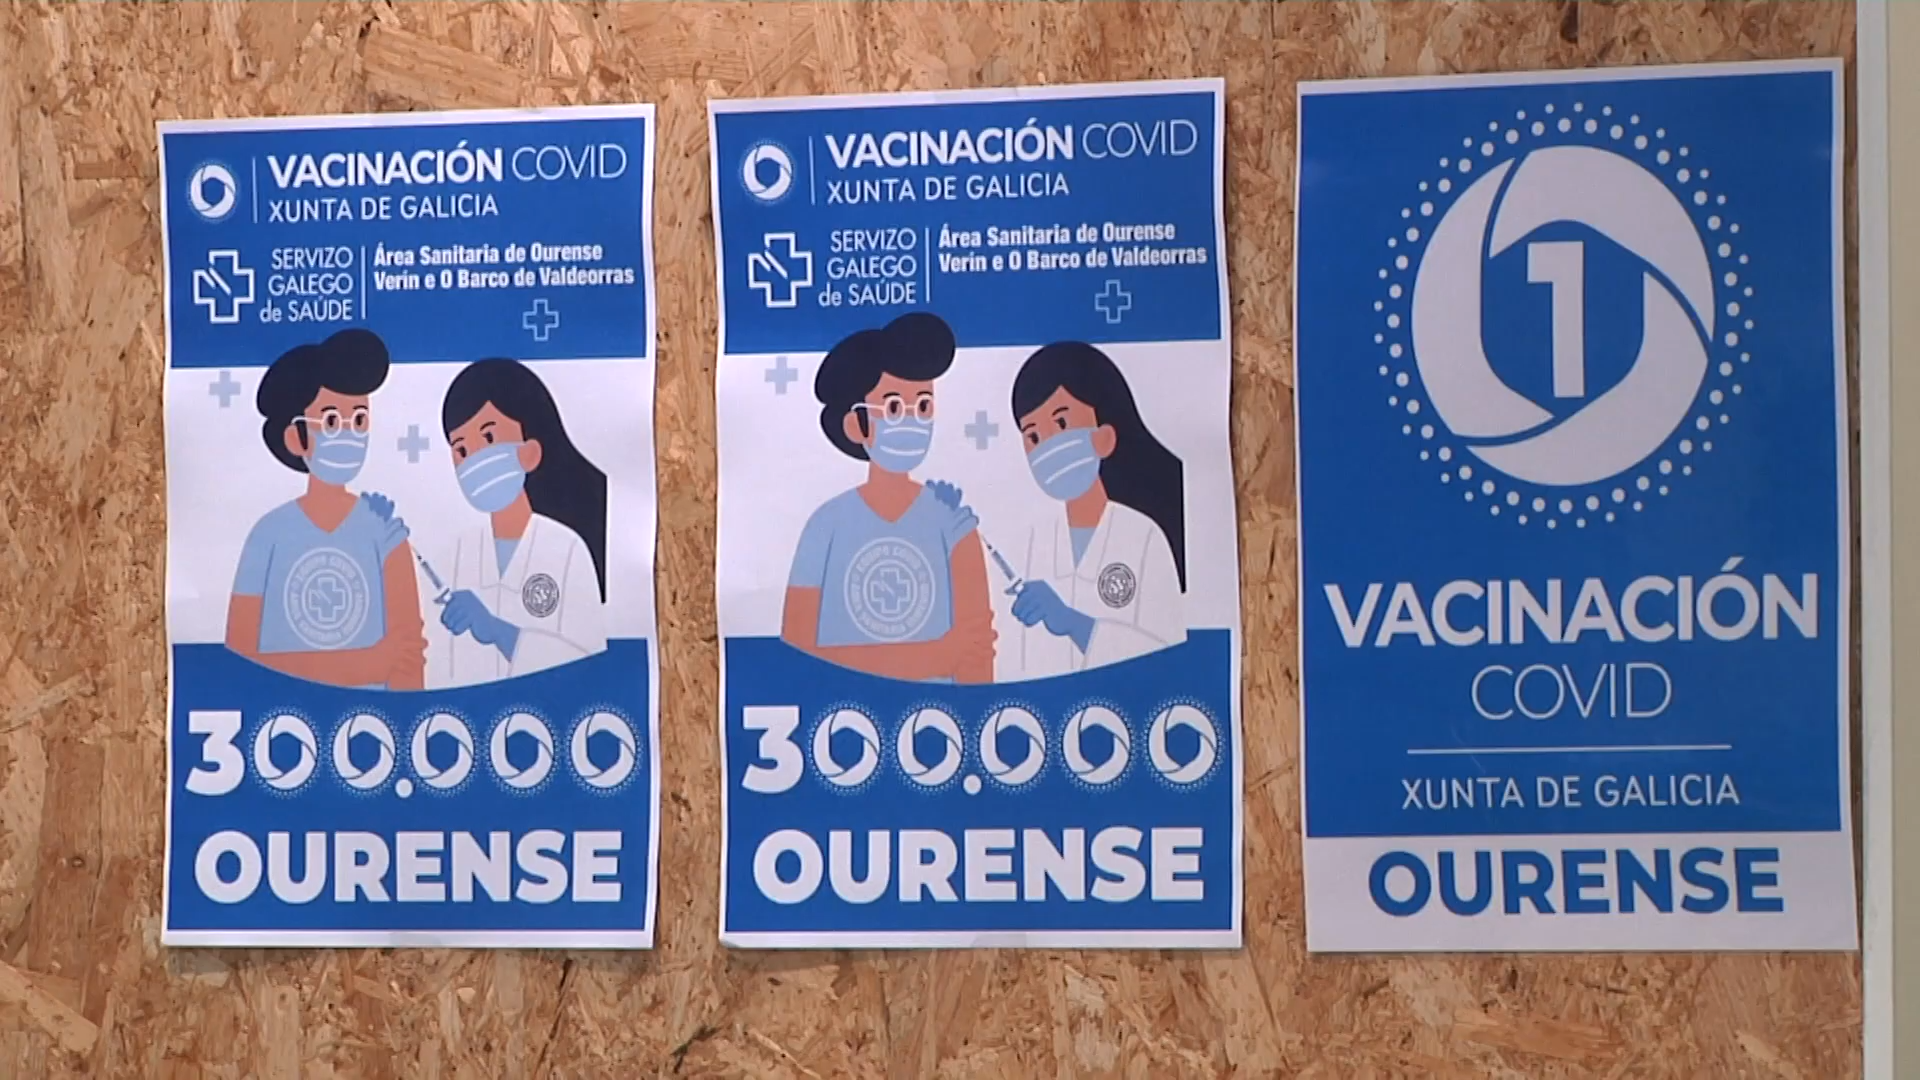 VACINACIÓN COVID
XUNTA DE GALICIA
SERVIZO
GALEGO
de SAÚDE
Área Sanitaria de Ourense
Verin e O Barco de Valdeorras
300.000
OURENSE
VACINACIÓN COVID
XUNTA DE GALICIA
SERVIZO
GALEGO
de SAÚDE
Área Sanitaria de Ourense
Verin e O Barco de Valdeorras
300.000
OURENSE
1
VACINACIÓN
COVID
XUNTA DE GALICIA
OURENSE